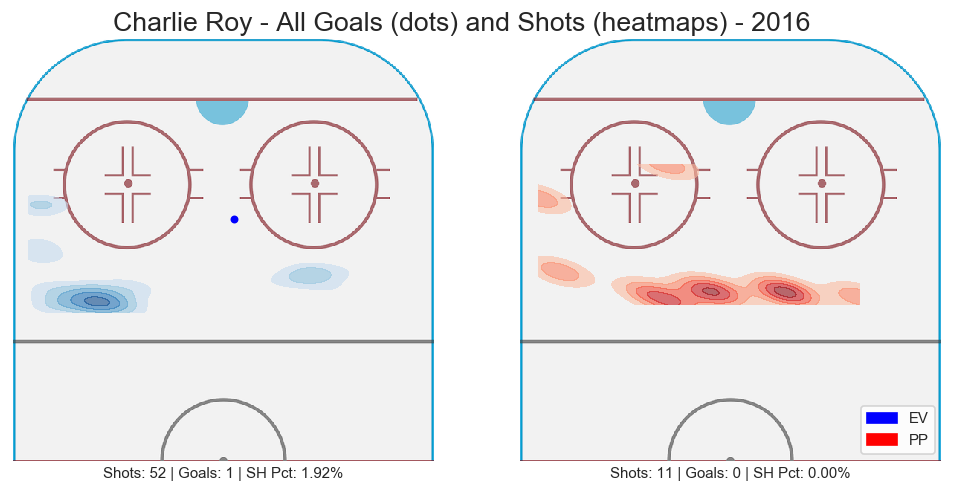 Charlie Roy - All Goals (dots) and Shots (heatmaps) - 2016
EV
PP
Shots: 52 | Goals: 1 | SH Pct: 1.92%
Shots: 11 | Goals: 0 | SH Pct: 0.00%